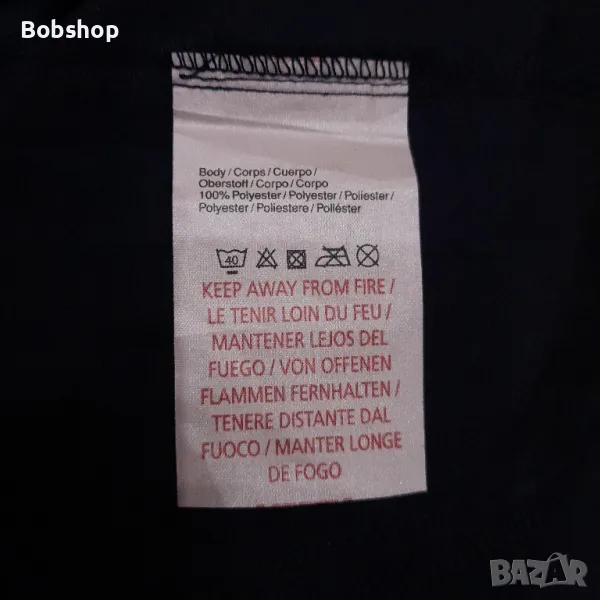 Bobshop
Body / Corps / Cuerpo /
Oberstoff / Corpo / Corpo
100% Polyester / Polyester / Poliester /
Polyester / Poliestere / Poliéster
40
KEEP AWAY FROM FIRE /
LE TENIR LOIN DU FEU /
MANTENER LEJOS DEL
FUEGO / VON OFFENEN
FLAMMEN FERNHALTEN /
TENERE DISTANTE DAL
FUOCO / MANTER LONGE
DE FOGO
BAZAR